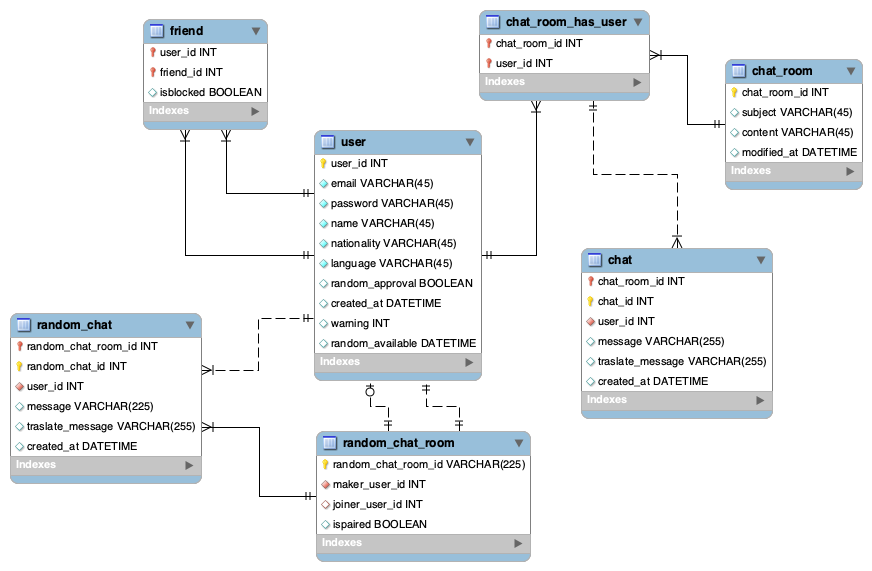 friend
user_id INT
friend_id INT
isblocked BOOLEAN
Indexes
chat_room_has_user
chat_room_id INT
user_id INT
Indexes
chat_room
chat_room_id INT
subject VARCHAR(45)
content VARCHAR(45)
modified_at DATETIME
Indexes
user
user_id INT
email VARCHAR(45)
password VARCHAR(45)
name VARCHAR(45)
nationality VARCHAR(45)
language VARCHAR(45)
random_approval BOOLEAN
created_at DATETIME
warning INT
random_available DATETIME
Indexes
chat
chat_room_id INT
chat_id INT
user_id INT
message VARCHAR(255)
traslate_message VARCHAR(255)
created_at DATETIME
Indexes
random_chat
random_chat_room_id INT
random_chat_id INT
user_id INT
message VARCHAR(225)
traslate_message VARCHAR(255)
created_at DATETIME
Indexes
random_chat_room
random_chat_room_id VARCHAR(225)
maker_user_id INT
joiner_user_id INT
ispaired BOOLEAN
Indexes